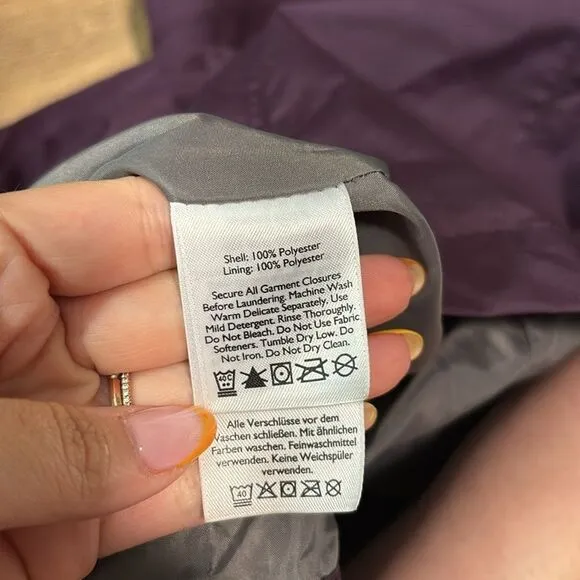 Shell: 100% Polyester
Lining: 100% Polyester
Secure All Garment Closures
Before Laundering. Machine Wash
Warm Delicate Separately. Use
Mild Detergent. Rinse Thoroughly.
Do Not Bleach. Do Not Use Fabric
Softeners. Tumble Dry Low. Do
Not Iron. Do Not Dry Clean.
40C
Alle Verschlüsse vor dem
Waschen schließen. Mit ähnlichen
Farben waschen. Feinwaschmittel
verwenden. Keine Weichspüler
verwenden.
40